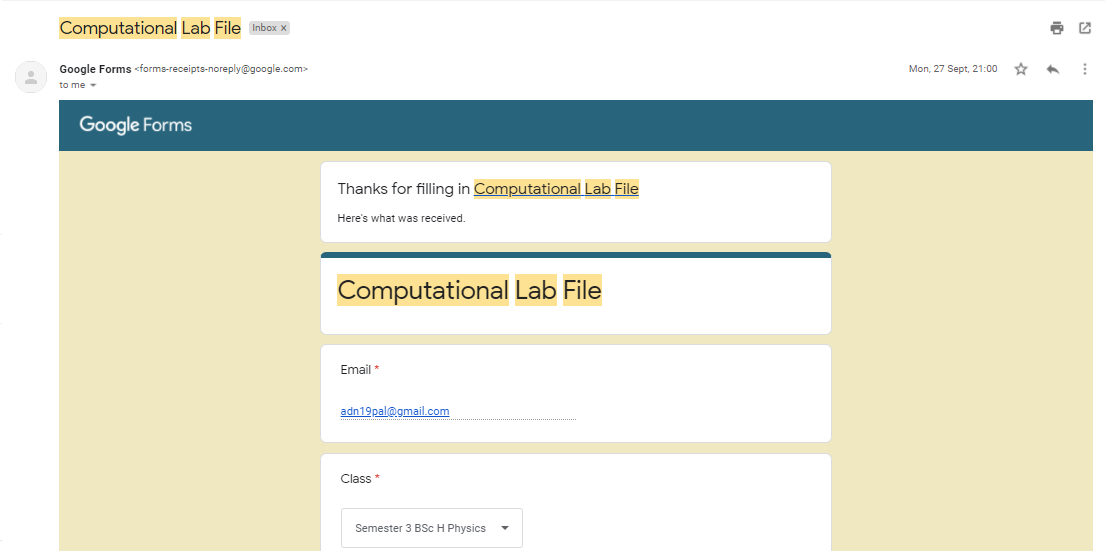 Computational Lab File Inbox x
Google Forms <forms-receipts-noreply@google.com>
Mon, 27 Sept, 21:00
to me
Google Forms
Thanks for filling in Computational Lab File
Here's what was received.
Computational Lab File
Email *
adn19pal@gmail.com
Class *
Semester 3 BSc H Physics